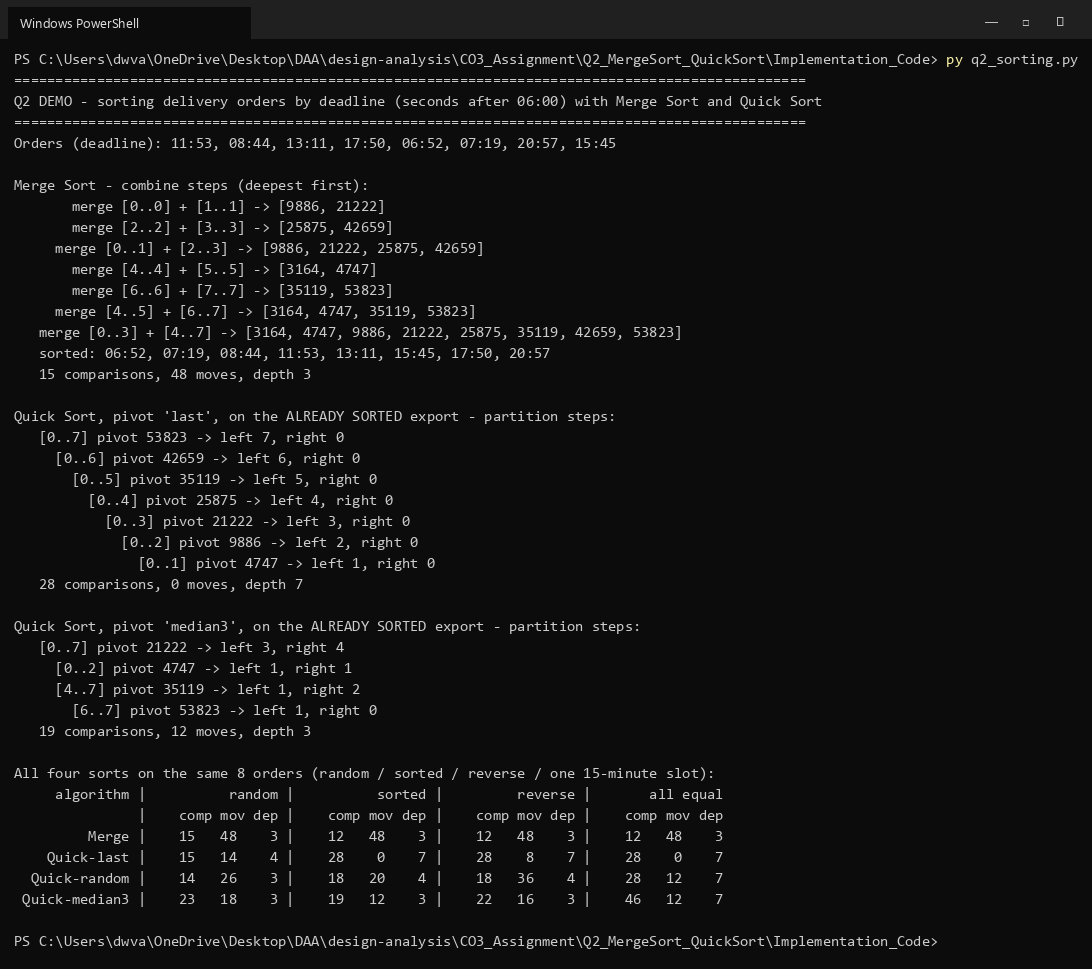 Windows PowerShell
PS C:\Users\dwva\OneDrive\Desktop\DAA\design-analysis\CO3_Assignment\Q2_MergeSort_QuickSort\Implementation_Code> py q2_sorting.py
================================================================================================
Q2 DEMO - sorting delivery orders by deadline (seconds after 06:00) with Merge Sort and Quick Sort
================================================================================================
Orders (deadline): 11:53, 08:44, 13:11, 17:50, 06:52, 07:19, 20:57, 15:45
Merge Sort - combine steps (deepest first):
       merge [0..0] + [1..1] -> [9886, 21222]
       merge [2..2] + [3..3] -> [25875, 42659]
     merge [0..1] + [2..3] -> [9886, 21222, 25875, 42659]
       merge [4..4] + [5..5] -> [3164, 4747]
       merge [6..6] + [7..7] -> [35119, 53823]
     merge [4..5] + [6..7] -> [3164, 4747, 35119, 53823]
   merge [0..3] + [4..7] -> [3164, 4747, 9886, 21222, 25875, 35119, 42659, 53823]
   sorted: 06:52, 07:19, 08:44, 11:53, 13:11, 15:45, 17:50, 20:57
   15 comparisons, 48 moves, depth 3
Quick Sort, pivot 'last', on the ALREADY SORTED export - partition steps:
   [0..7] pivot 53823 -> left 7, right 0
     [0..6] pivot 42659 -> left 6, right 0
       [0..5] pivot 35119 -> left 5, right 0
         [0..4] pivot 25875 -> left 4, right 0
           [0..3] pivot 21222 -> left 3, right 0
             [0..2] pivot 9886 -> left 2, right 0
               [0..1] pivot 4747 -> left 1, right 0
   28 comparisons, 0 moves, depth 7
Quick Sort, pivot 'median3', on the ALREADY SORTED export - partition steps:
   [0..7] pivot 21222 -> left 3, right 4
     [0..2] pivot 4747 -> left 1, right 1
     [4..7] pivot 35119 -> left 1, right 2
       [6..7] pivot 53823 -> left 1, right 0
   19 comparisons, 12 moves, depth 3
All four sorts on the same 8 orders (random / sorted / reverse / one 15-minute slot):
     algorithm |          random |          sorted |         reverse |       all equal
               |    comp mov dep |    comp mov dep |    comp mov dep |    comp mov dep
         Merge |    15   48    3 |    12   48    3 |    12   48    3 |    12   48    3
    Quick-last |    15   14    4 |    28    0    7 |    28    8    7 |    28    0    7
  Quick-random |    14   26    3 |    18   20    4 |    18   36    4 |    28   12    7
 Quick-median3 |    23   18    3 |    19   12    3 |    22   16    3 |    46   12    7
PS C:\Users\dwva\OneDrive\Desktop\DAA\design-analysis\CO3_Assignment\Q2_MergeSort_QuickSort\Implementation_Code>